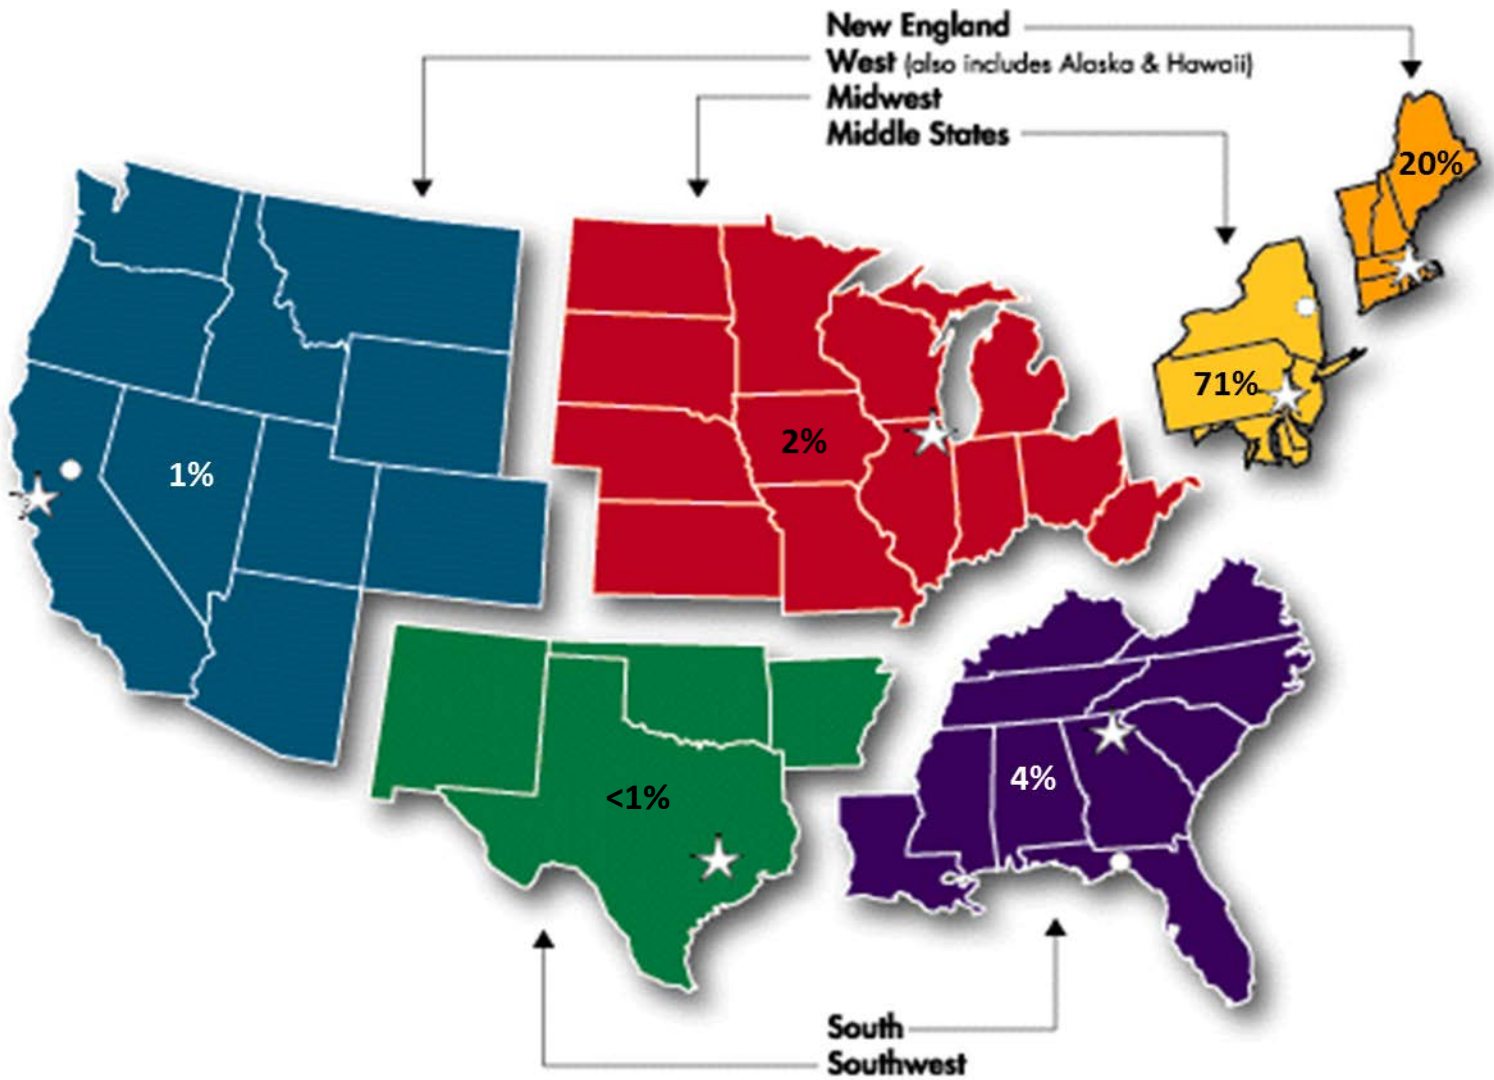 New England
West (also includes Alaska & Hawaii)
Midwest
Middle States
20%
71%
2%
1%
4%
<1%
South
Southwest